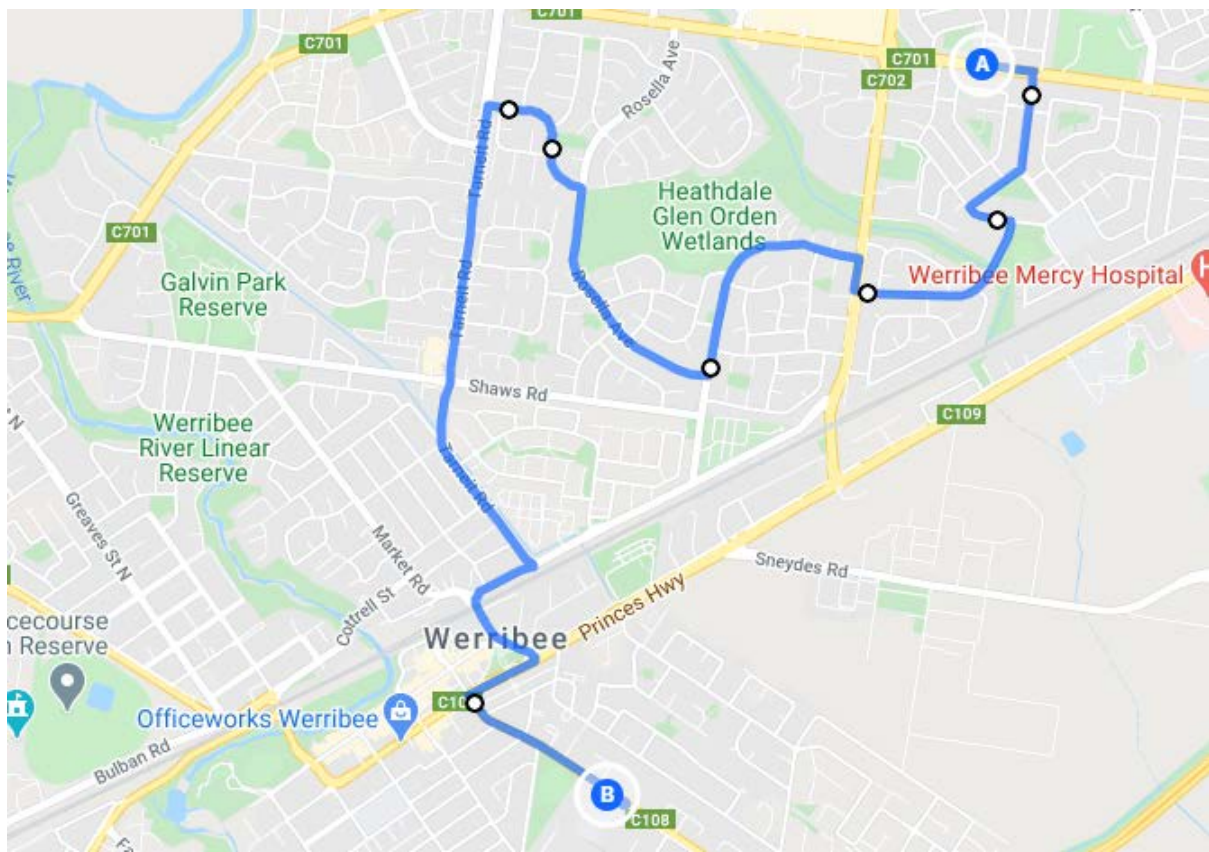 C701
C701
C701
A
C702
Rosella Ave
Tarneit Rd
Heathdale
Glen Orden
Wetlands
C701
Galvin Park
Reserve
Tarneit Rd
Rosella Ave
Werribee Mercy Hospital
H
River
Shaws Rd
C109
Werribee
River Linear
Reserve
Tarneit Rd
Greaves St N
Market Rd
Sneydes Rd
Cottrell St
Princes Hwy
Werribee
Reserve
Officeworks Werribee
Bulban Rd
B
C108